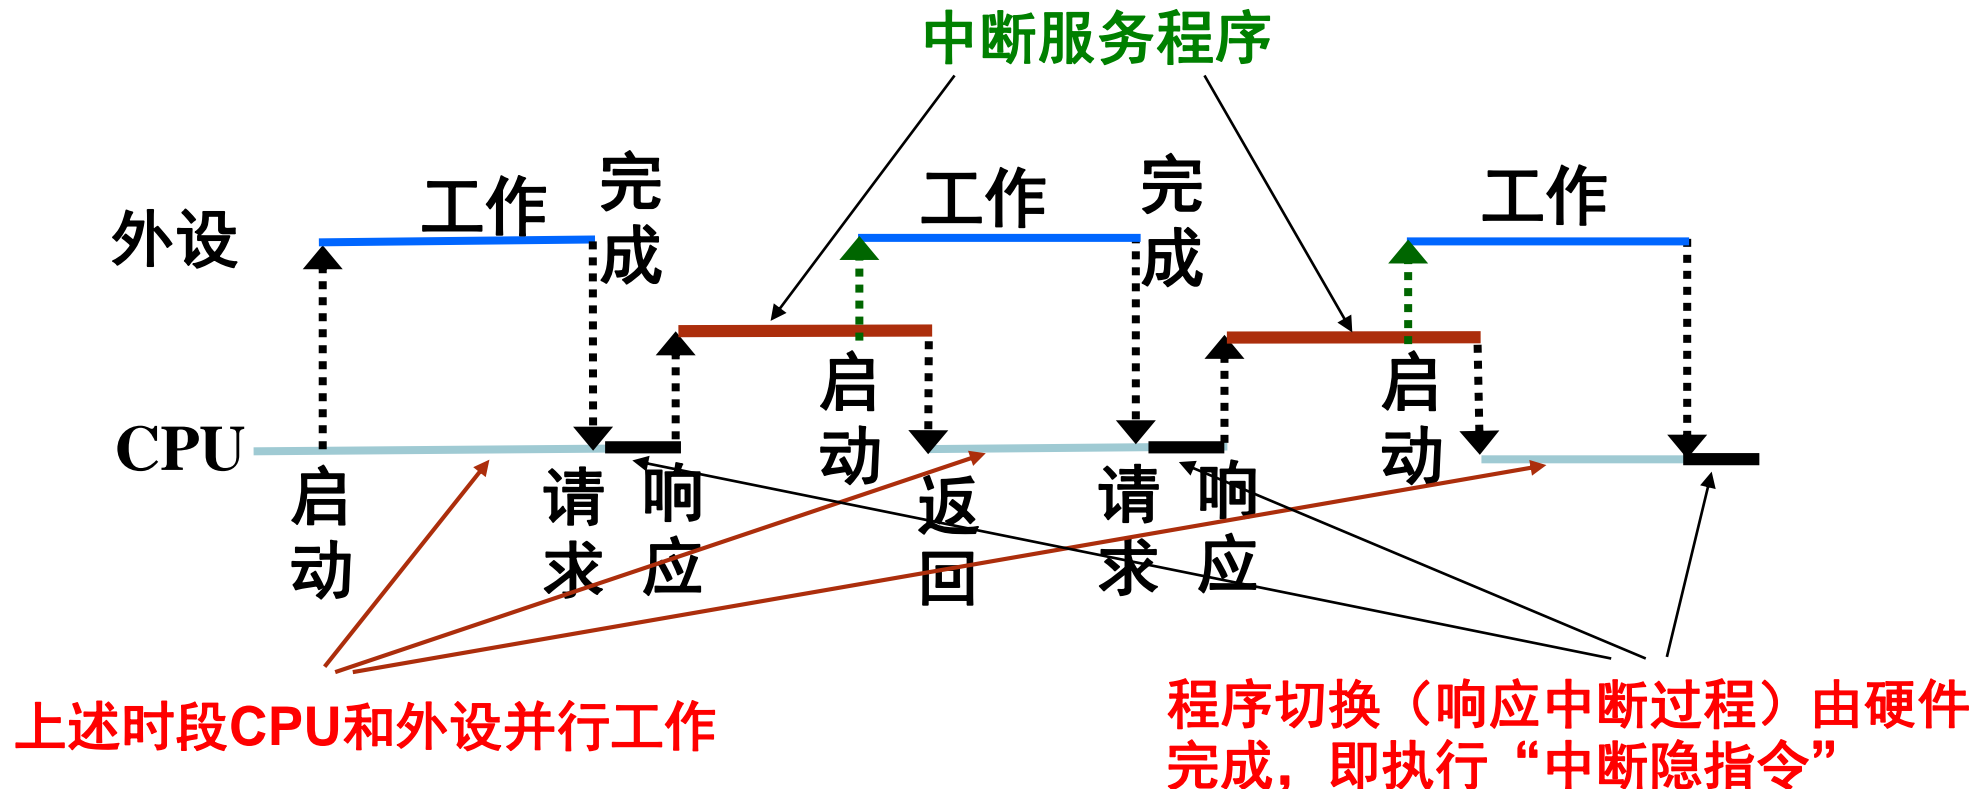 中断服务程序
工作
完成
工作
完成
工作
外设
启动
启动
CPU
启动
请求
响应
返回
请求
响应
上述时段CPU和外设并行工作
程序切换（响应中断过程）由硬件
完成，即执行“中断隐指令”